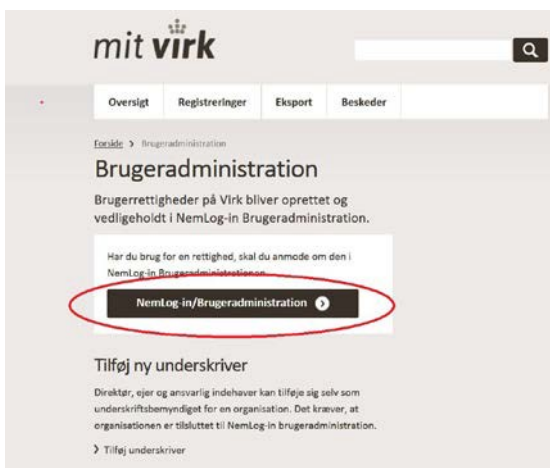 mit virk
Oversigt Registreringer Eksport Beskeder
Forside > Brugeradministration
Brugeradministration
Brugerrettigheder på Virk bliver oprettet og
vedligeholdt i NemLog-in Brugeradministration.
Har du brug for en rettighed, skal du anmode om den i
NemLog-in Brugeradministrationen
NemLog-in/Brugeradministration
Tilføj ny underskriver
Direktør, ejer og ansvarlig indehaver kan tilføje sig selv som
underskriftsbemyndiget for en organisation. Det kræver, at
organisationen er tilsluttet til NemLog-in brugeradministration.
> Tilføj underskriver